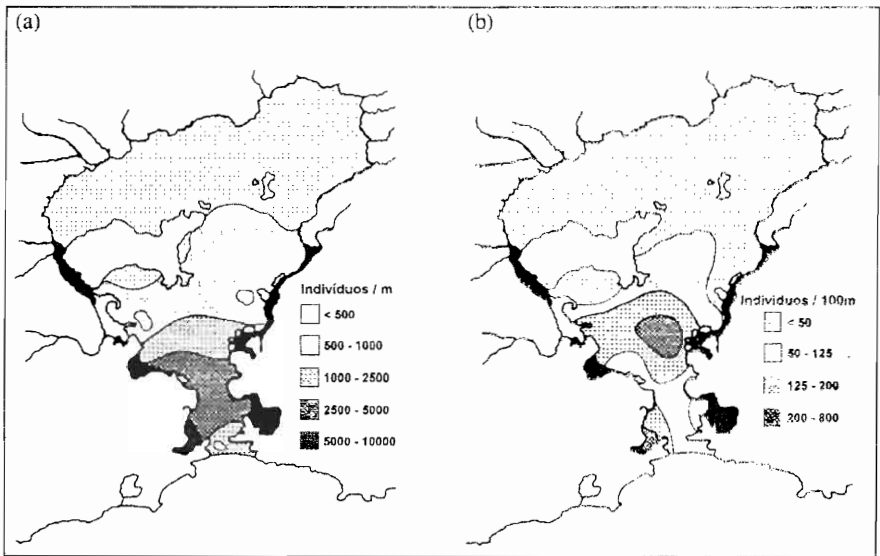 (a)
(b)
Indivíduos / m
< 500
500 - 1000
1000 - 2500
2500 - 5000
5000 - 10000
Indivíduos / 100m
< 50
50 - 125
125 - 200
200 - 800